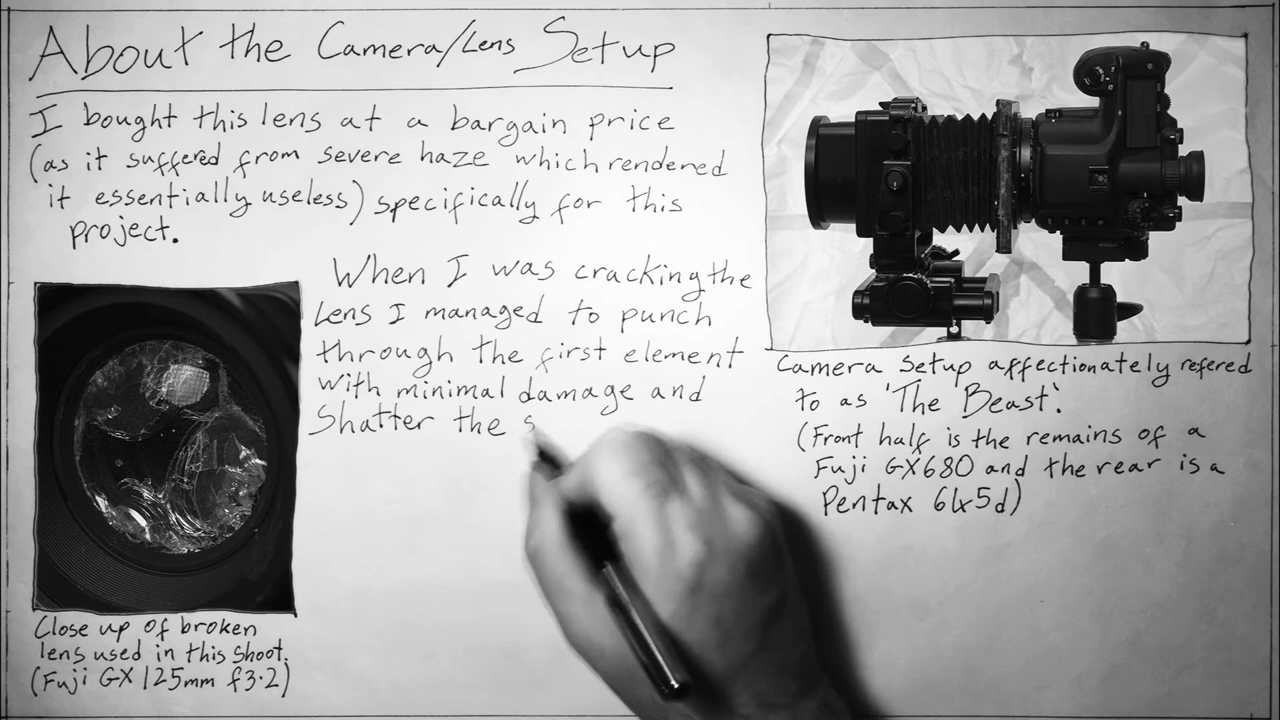 About the Camera/Lens Setup
I bought this lens at a bargain price
(as it suffered from severe haze which rendered
it essentially useless) specifically for this
project.
When I was cracking the
lens I managed to punch
through the first element
with minimal damage and
Shatter the s
Close up of broken
lens used in this shoot.
(Fuji GX 125mm f3.2)
Camera Setup affectionately refered
to as 'The Beast'.
(Front half is the remains of a
Fuji GX680 and the rear is a
Pentax 645d)